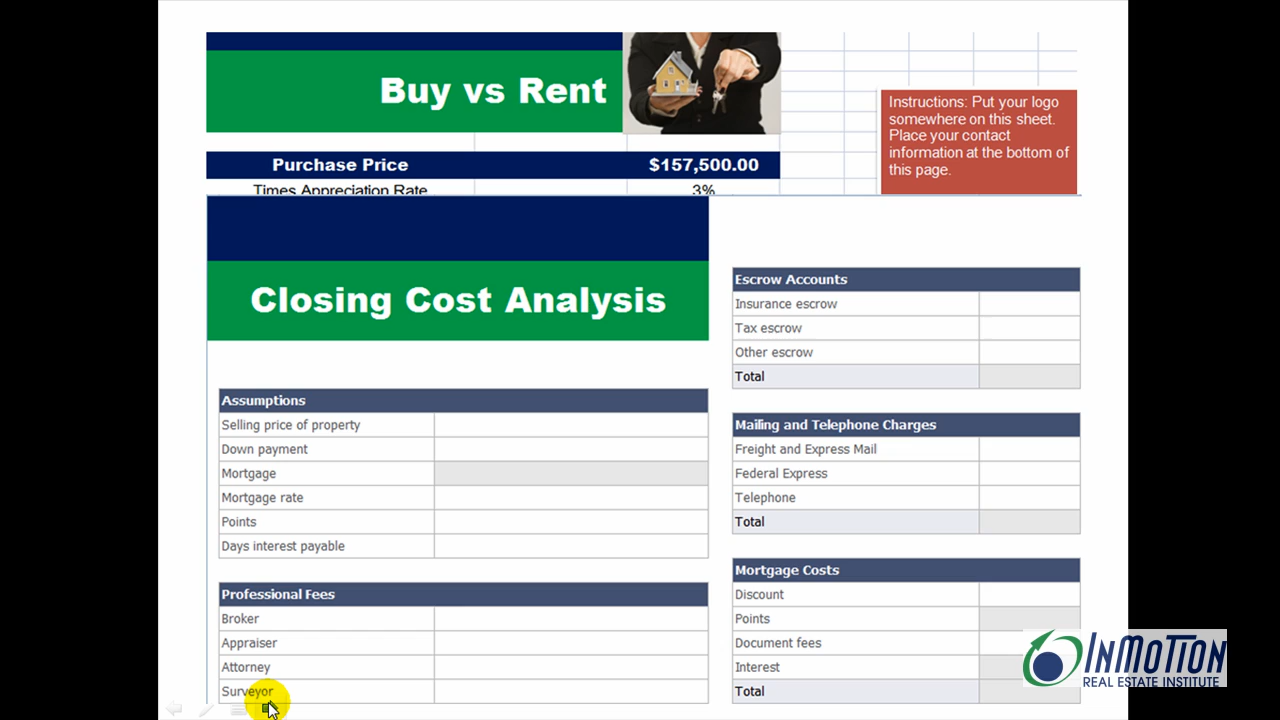 Buy vs Rent
Instructions: Put your logo
somewhere on this sheet.
Place your contact
information at the bottom of
this page.
Purchase Price $157,500.00
Times Appreciation Rate 3%
Closing Cost Analysis
Assumptions
Selling price of property
Down payment
Mortgage
Mortgage rate
Points
Days interest payable
Professional Fees
Broker
Appraiser
Attorney
Surveyor
Escrow Accounts
Insurance escrow
Tax escrow
Other escrow
Total
Mailing and Telephone Charges
Freight and Express Mail
Federal Express
Telephone
Total
Mortgage Costs
Discount
Points
Document fees
Interest
Total
INMOTION
REAL ESTATE INSTITUTE